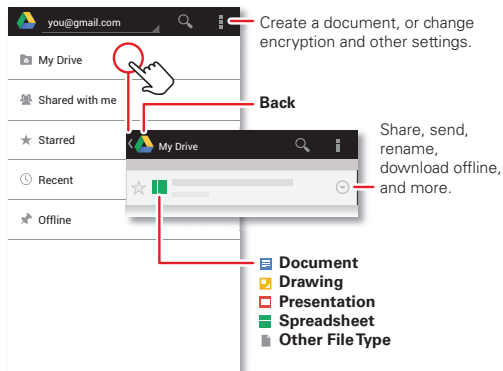 you@gmail.com
Create a document, or change
encryption and other settings.
My Drive
Shared with me
Back
Starred
My Drive
Share, send,
rename,
download offline,
and more.
Recent
Offline
Document
Drawing
Presentation
Spreadsheet
Other File Type